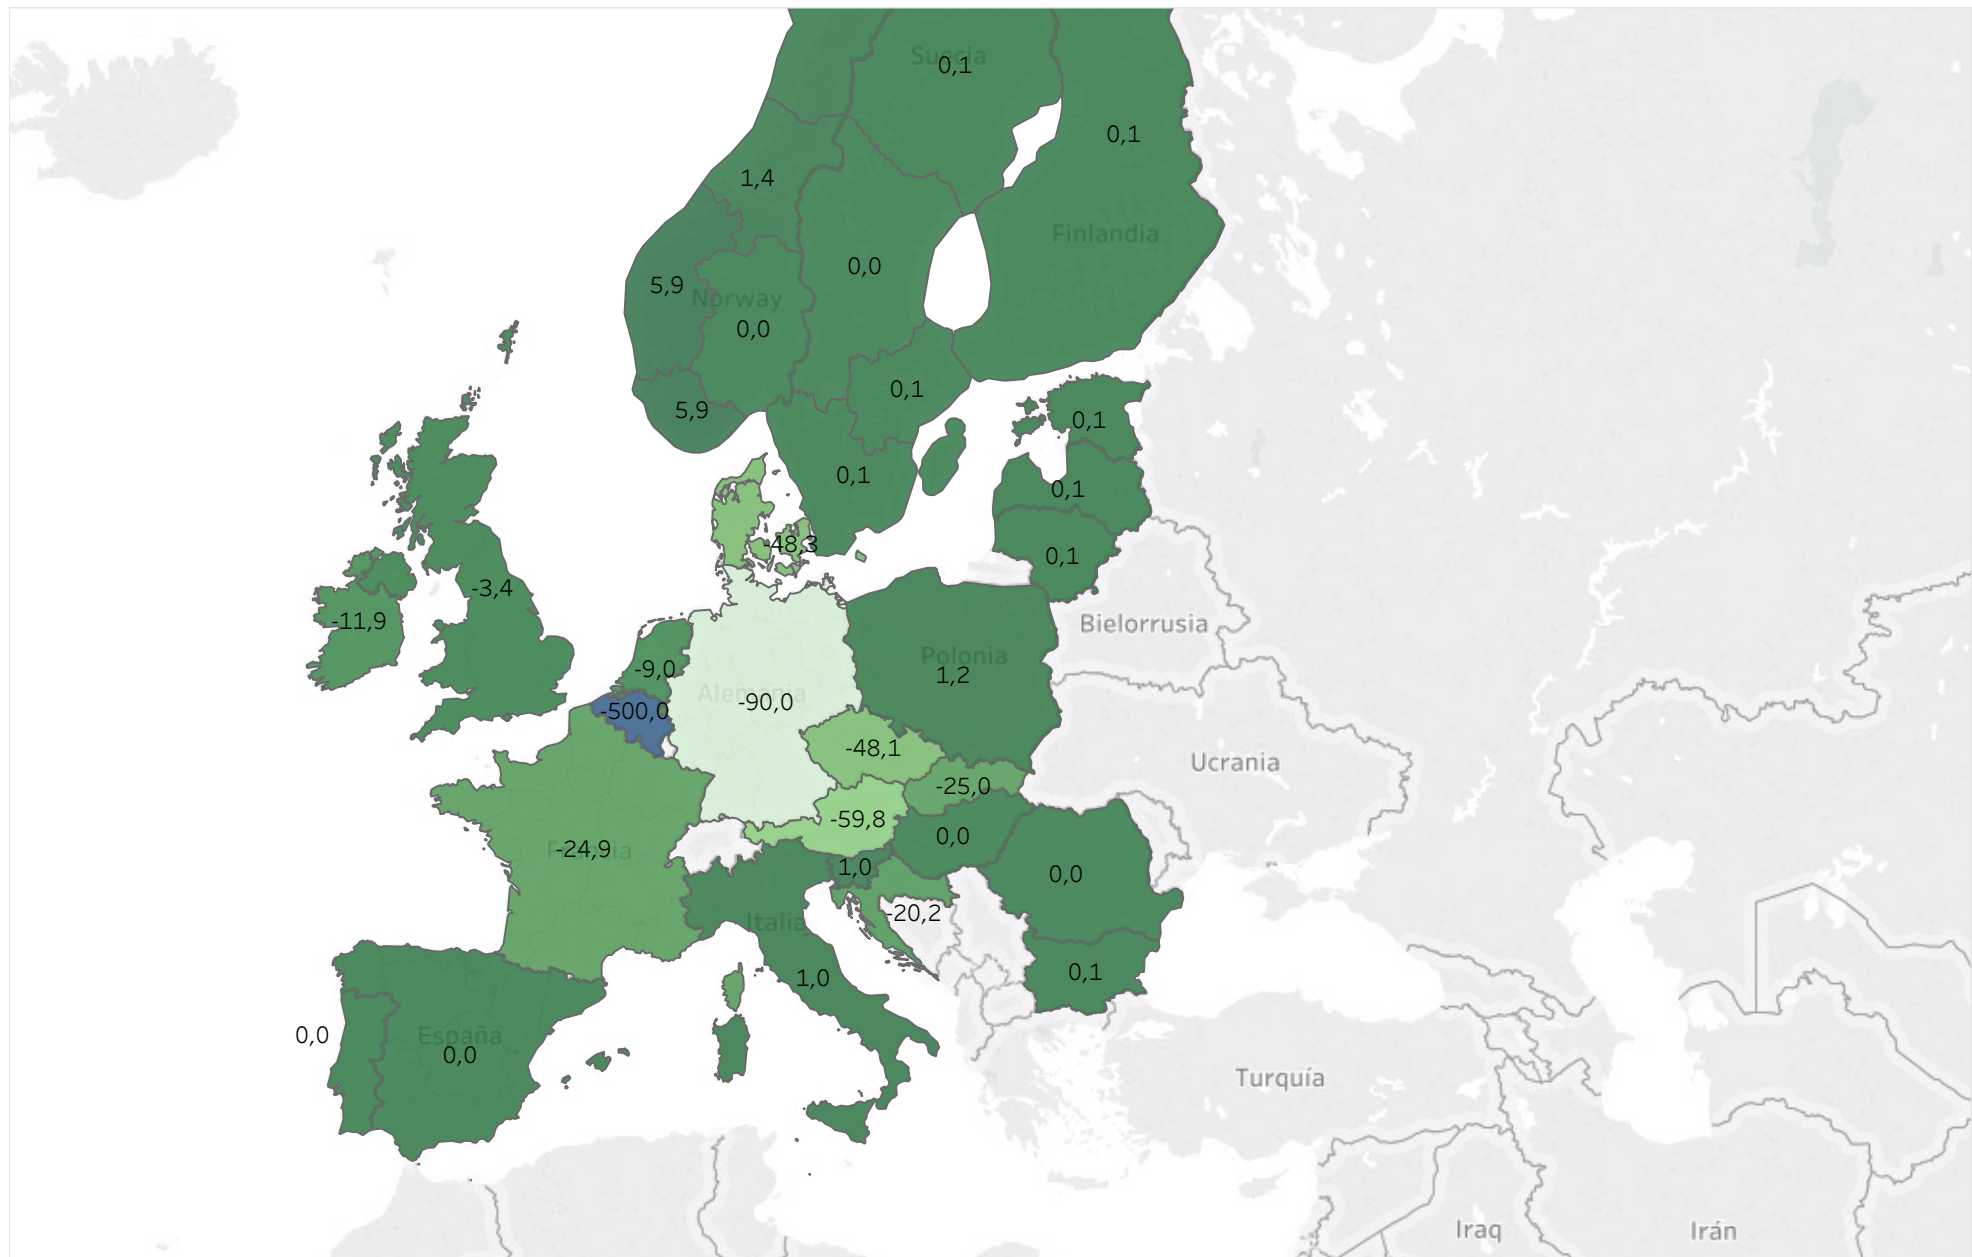 Suecia
0,1
0,1
1,4
Finlandia
0,0
5,9
Norway
0,0
0,1
5,9
0,1
0,1
0,1
-48,3
0,1
-3,4
-11,9
Bielorrusia
Polonia
-9,0
1,2
Alemania
-90,0
-500,0
-48,1
Ucrania
-25,0
-59,8
0,0
Francia
-24,9
1,0
0,0
-20,2
Italia
0,1
1,0
0,0
España
0,0
Turquía
Iraq
Irán